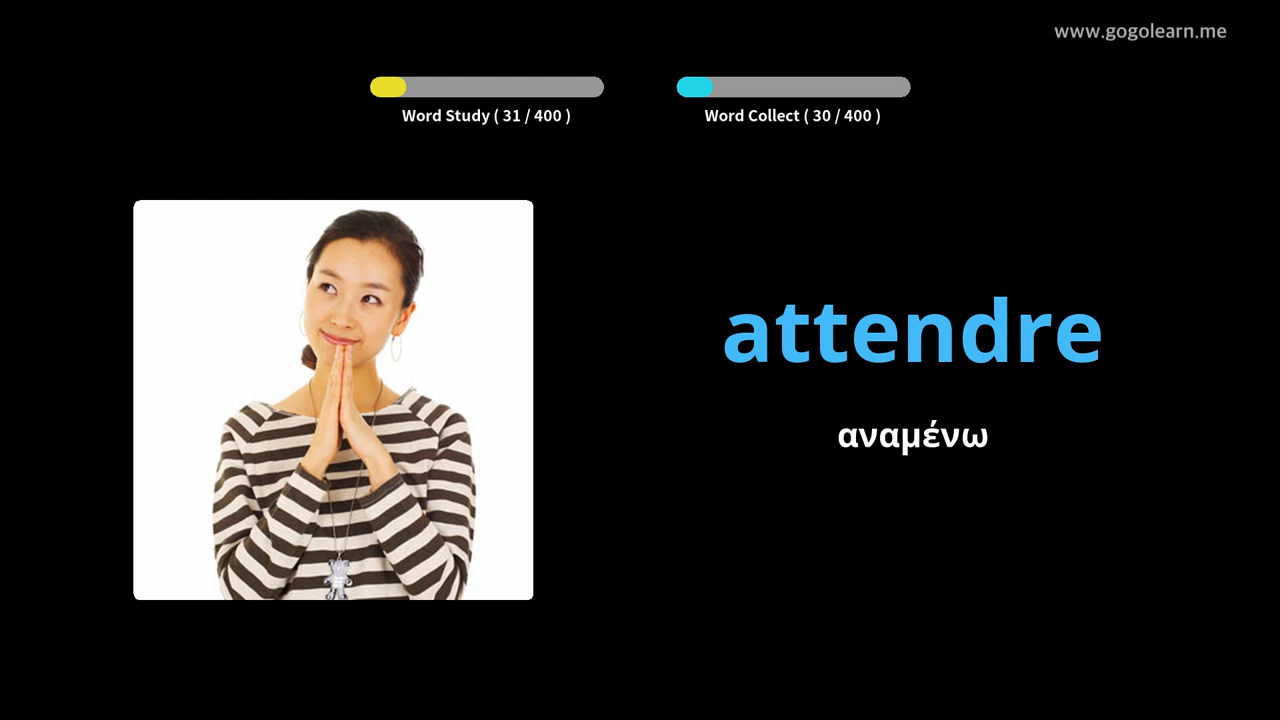 www.gogolearn.me
Word Study ( 31 / 400 )
Word Collect ( 30 / 400 )
attendre
αναμένω